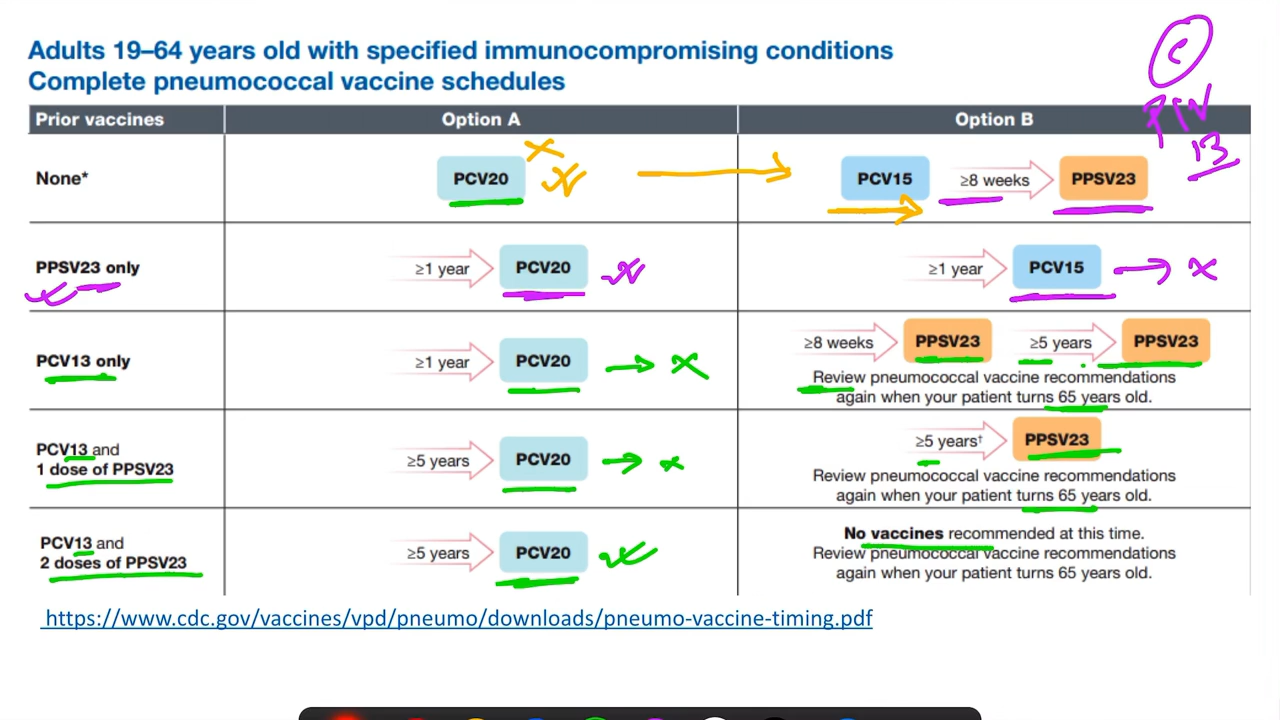 Adults 19–64 years old with specified immunocompromising conditions
Complete pneumococcal vaccine schedules
Prior vaccines Option A Option B
None* PCV20 PCV15 ≥8 weeks PPSV23
PPSV23 only ≥1 year PCV20 ≥1 year PCV15
PCV13 only ≥1 year PCV20 ≥8 weeks PPSV23 ≥5 years PPSV23
Review pneumococcal vaccine recommendations
again when your patient turns 65 years old.
PCV13 and
1 dose of PPSV23 ≥5 years PCV20 ≥5 years† PPSV23
Review pneumococcal vaccine recommendations
again when your patient turns 65 years old.
PCV13 and
2 doses of PPSV23 ≥5 years PCV20 No vaccines recommended at this time.
Review pneumococcal vaccine recommendations
again when your patient turns 65 years old.
https://www.cdc.gov/vaccines/vpd/pneumo/downloads/pneumo-vaccine-timing.pdf
13